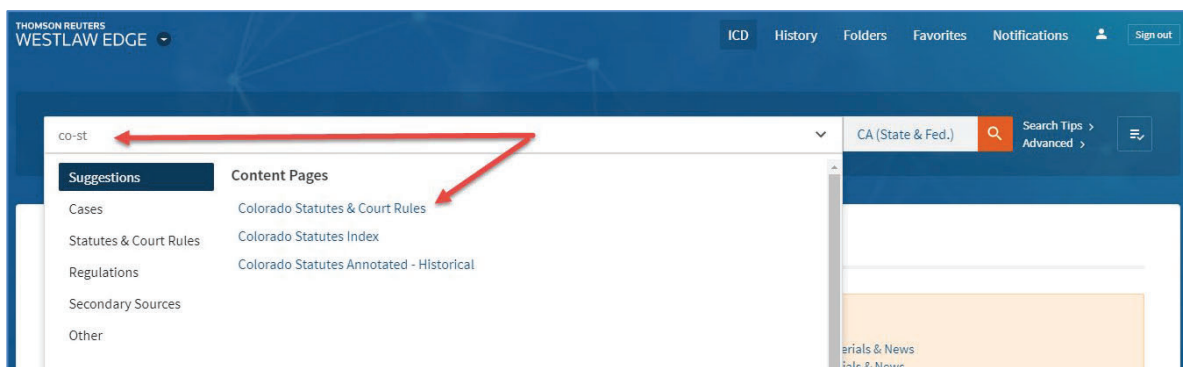 THOMSON REUTERS
WESTLAW EDGE
ICD History Folders Favorites Notifications Sign out
co-st
CA (State & Fed.)
Search Tips >
Advanced >
Suggestions
Cases
Statutes & Court Rules
Regulations
Secondary Sources
Other
Content Pages
Colorado Statutes & Court Rules
Colorado Statutes Index
Colorado Statutes Annotated - Historical
erials & News
ials & News